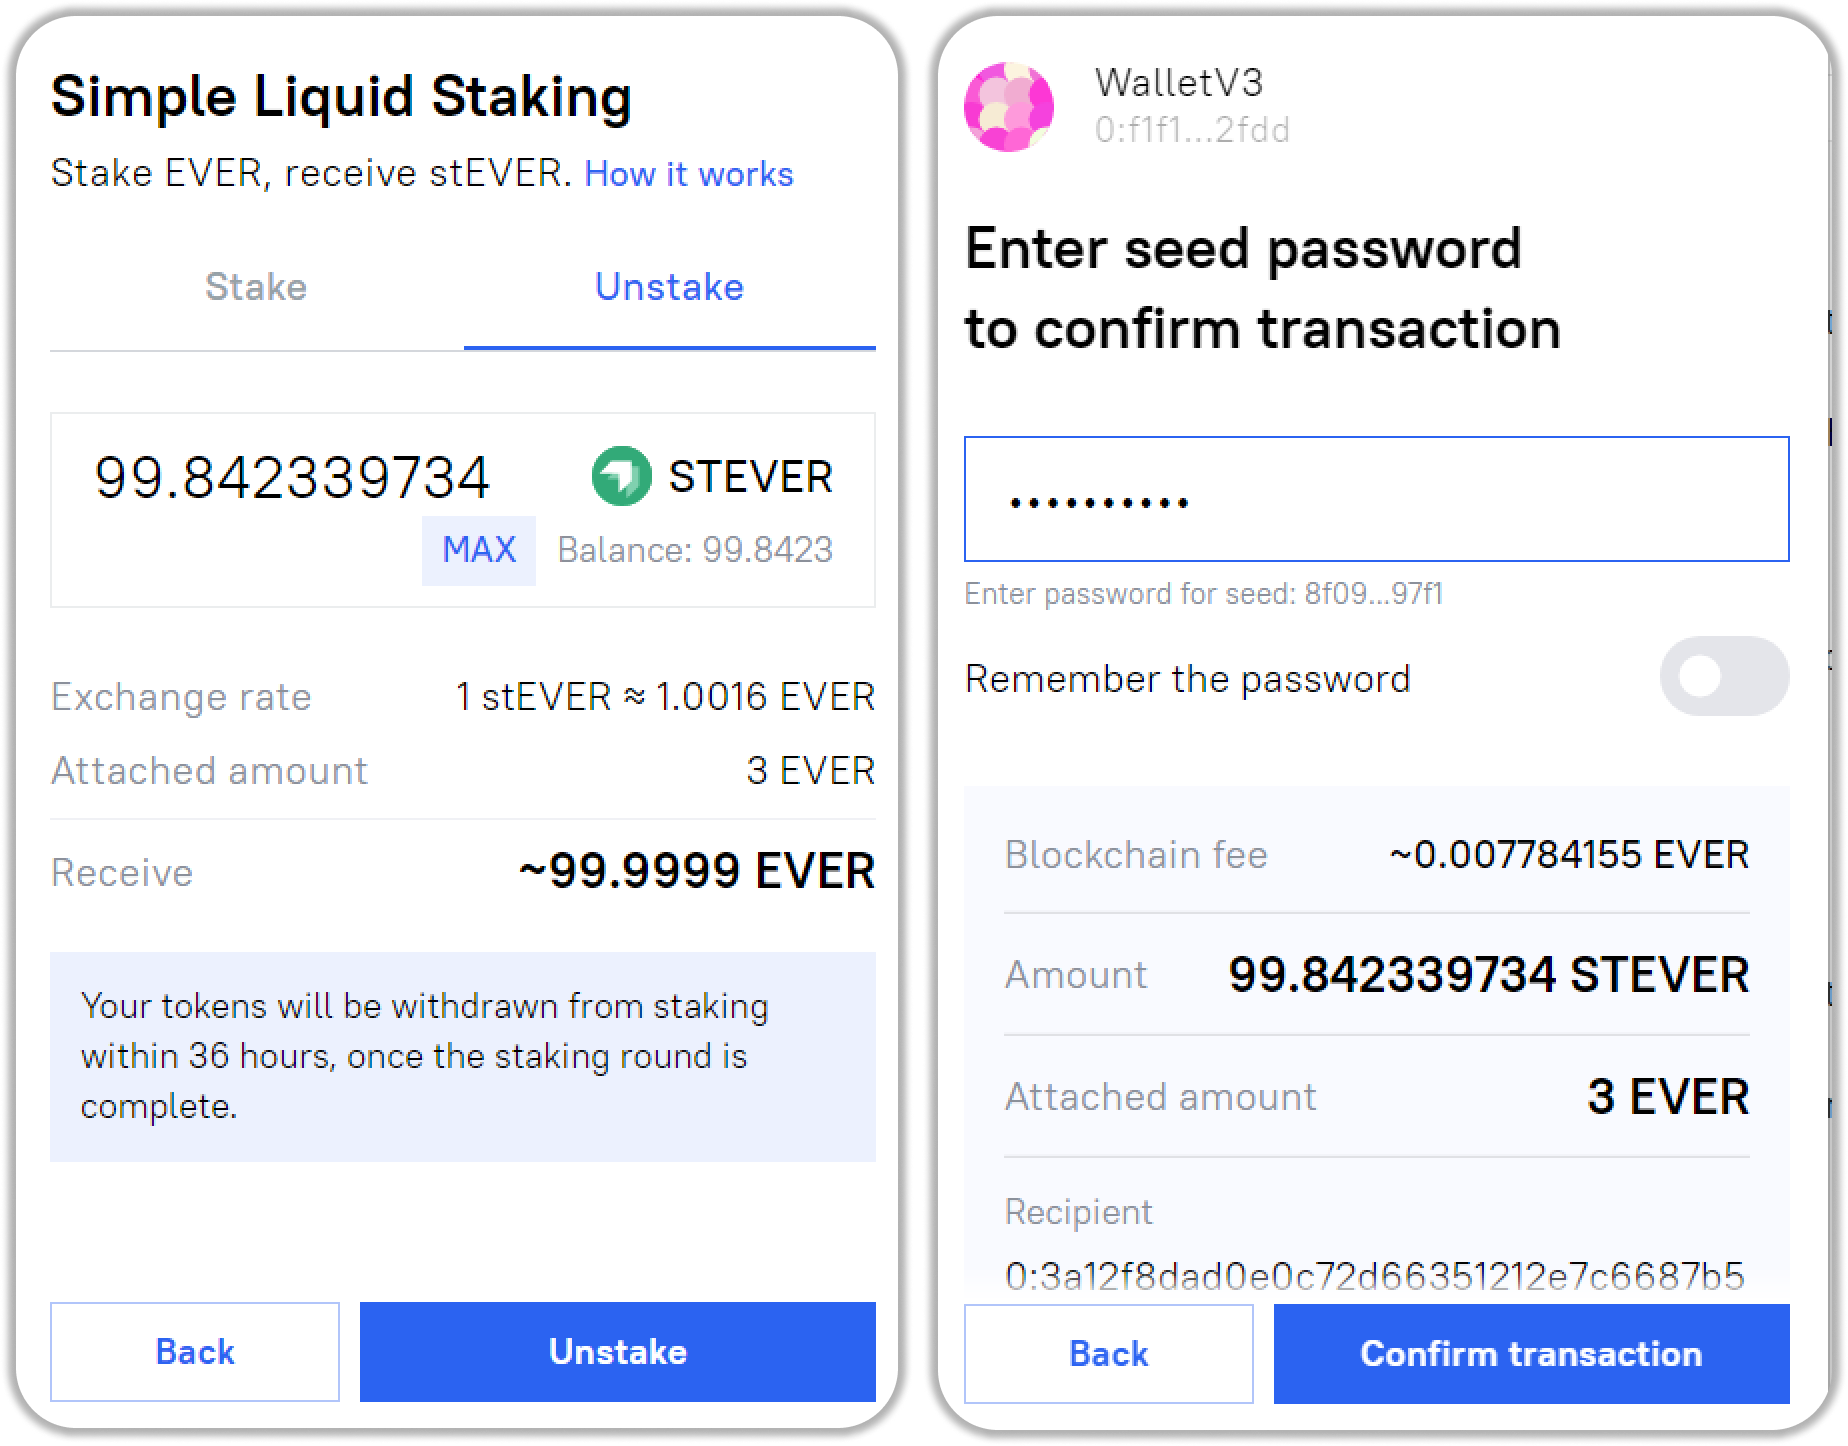 Simple Liquid Staking
Stake EVER, receive stEVER. How it works
Stake Unstake
99.842339734 STEVER
MAX Balance: 99.8423
Exchange rate 1 stEVER ≈ 1.0016 EVER
Attached amount 3 EVER
Receive ~99.9999 EVER
Your tokens will be withdrawn from staking
within 36 hours, once the staking round is
complete.
Back Unstake
WalletV3
0:f1f1...2fdd
Enter seed password
to confirm transaction
••••••••••
Enter password for seed: 8f09...97f1
Remember the password
Blockchain fee ~0.007784155 EVER
Amount 99.842339734 STEVER
Attached amount 3 EVER
Recipient
0:3a12f8dad0e0c72d66351212e7c6687b5
Back Confirm transaction